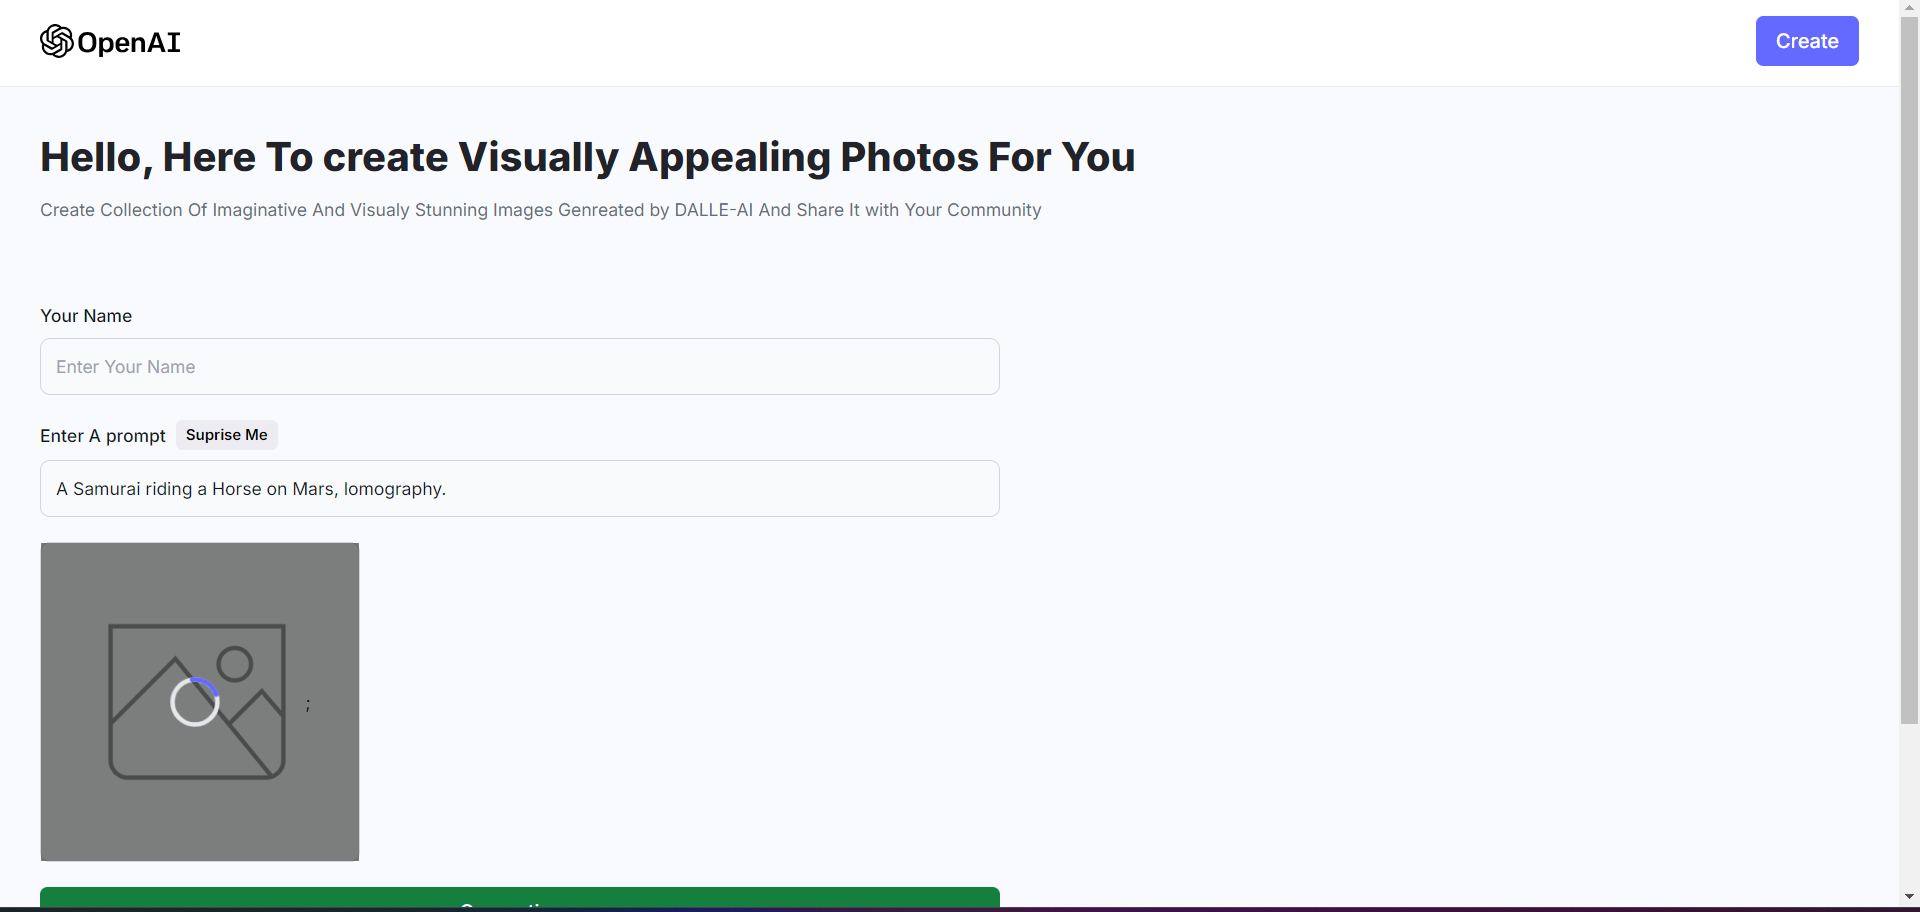 OpenAI
Create
Hello, Here To create Visually Appealing Photos For You
Create Collection Of Imaginative And Visualy Stunning Images Genreated by DALLE-AI And Share It with Your Community
Your Name
Enter Your Name
Enter A prompt Suprise Me
A Samurai riding a Horse on Mars, lomography.
;